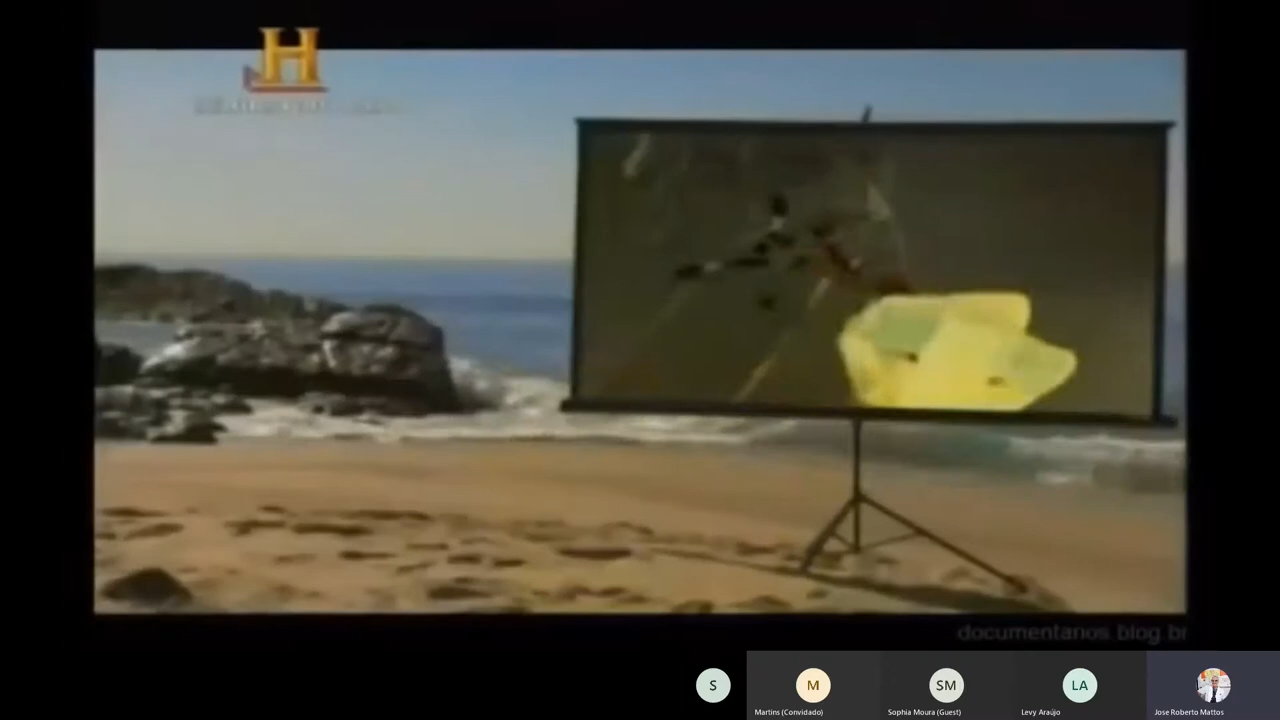 H
documentarios.blog.br
S
M
SM
LA
Martins (Convidado)
Sophia Moura (Guest)
Levy Araújo
Jose Roberto Mattos